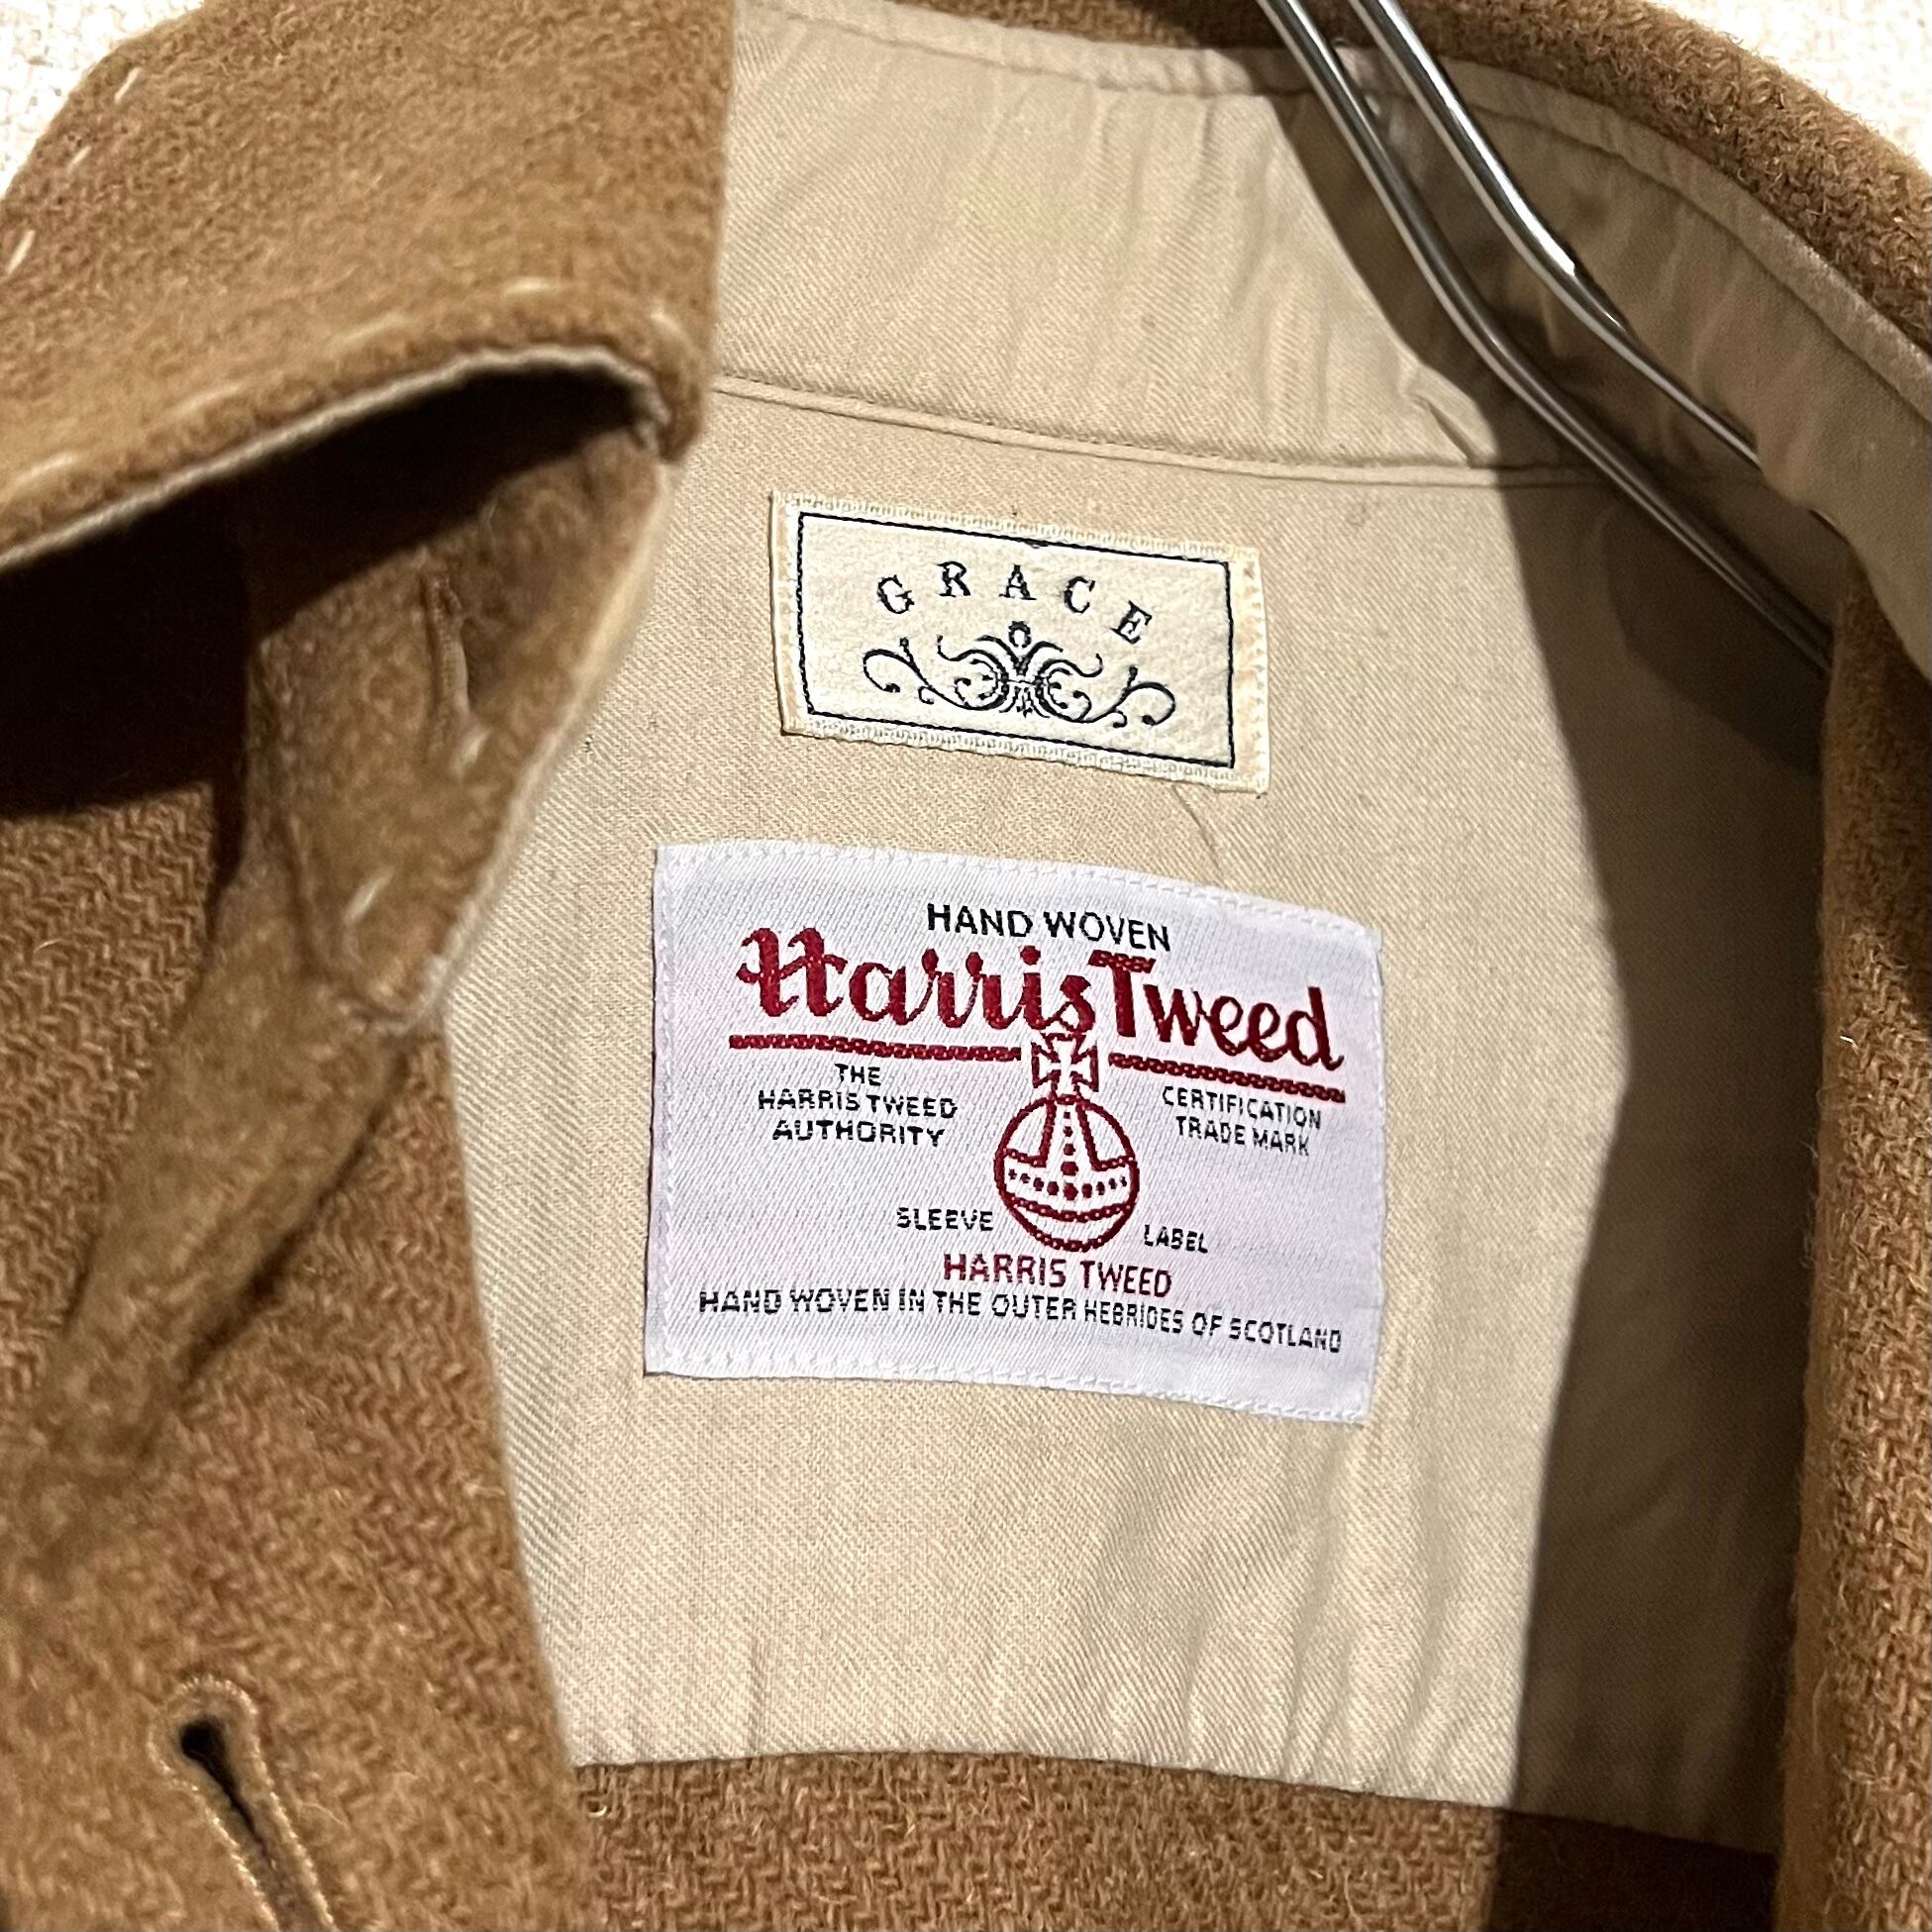 GRACE
HAND WOVEN
Harris Tweed
THE
HARRIS TWEED
AUTHORITY
CERTIFICATION
TRADE MARK
SLEEVE LABEL
HARRIS TWEED
HAND WOVEN IN THE OUTER HEBRIDES OF SCOTLAND